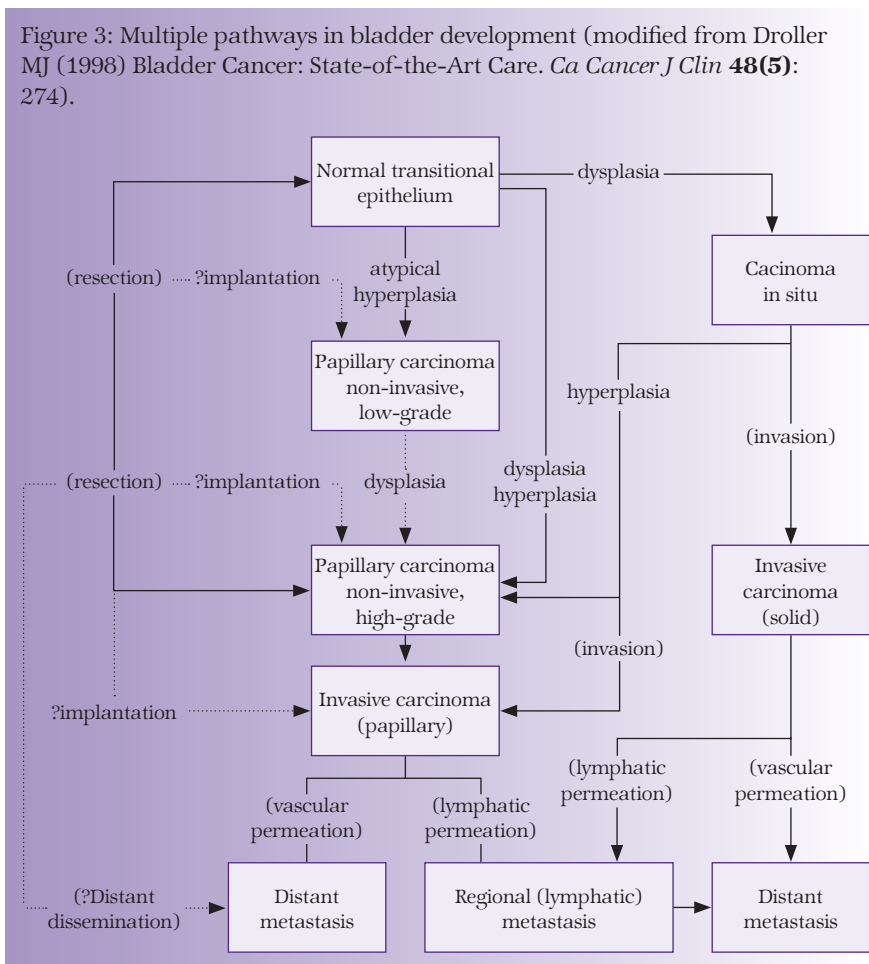 Figure 3: Multiple pathways in bladder development (modified from Droller
MJ (1998) Bladder Cancer: State-of-the-Art Care. Ca Cancer J Clin 48(5):
274).
Normal transitional
epithelium
dysplasia
(resection)
?implantation
atypical
hyperplasia
Cacinoma
in situ
Papillary carcinoma
non-invasive,
low-grade
hyperplasia
(invasion)
(resection)
?implantation
dysplasia
dysplasia
hyperplasia
Papillary carcinoma
non-invasive,
high-grade
Invasive
carcinoma
(solid)
(invasion)
?implantation
Invasive carcinoma
(papillary)
(vascular
permeation)
(lymphatic
permeation)
(lymphatic
permeation)
(vascular
permeation)
(?Distant
dissemination)
Distant
metastasis
Regional (lymphatic)
metastasis
Distant
metastasis